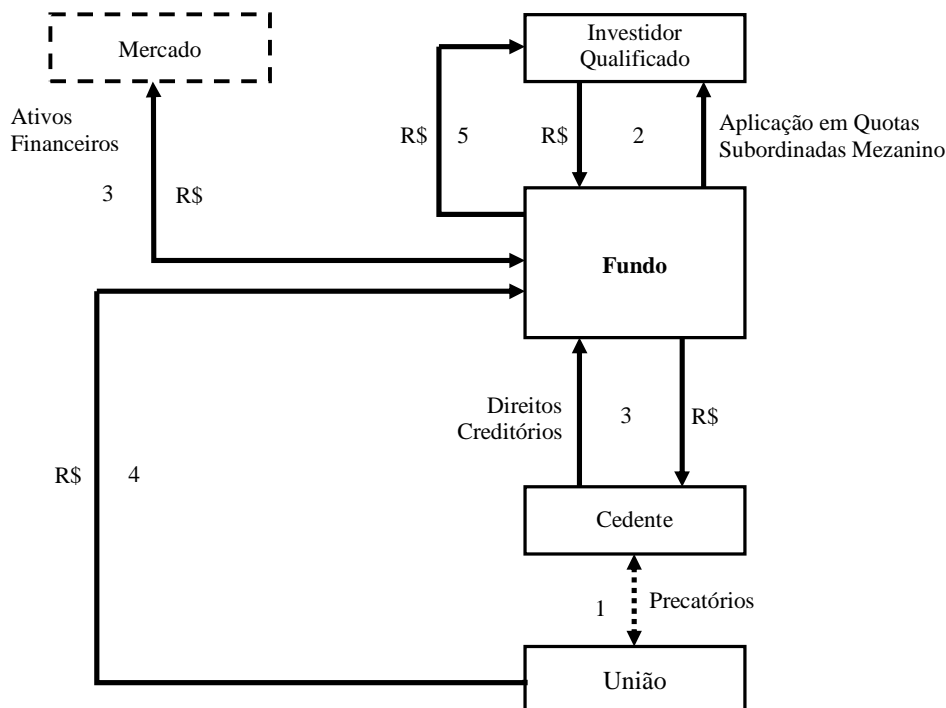 Mercado
Investidor
Qualificado
Ativos
Financeiros
R$
5
R$
2
Aplicação em Quotas
Subordinadas Mezanino
3
R$
Fundo
Direitos
Creditórios
3
R$
R$
4
Cedente
1
Precatórios
União